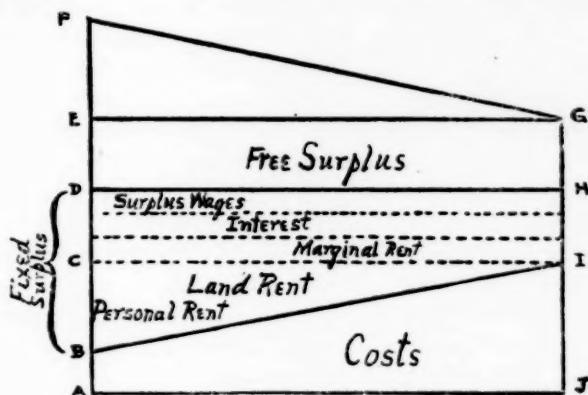 F
E G
Free Surplus
D H
Surplus Wages
Interest
Marginal Rent
Fixed
Surplus
C I
Land Rent
Personal Rent
B
Costs
A J